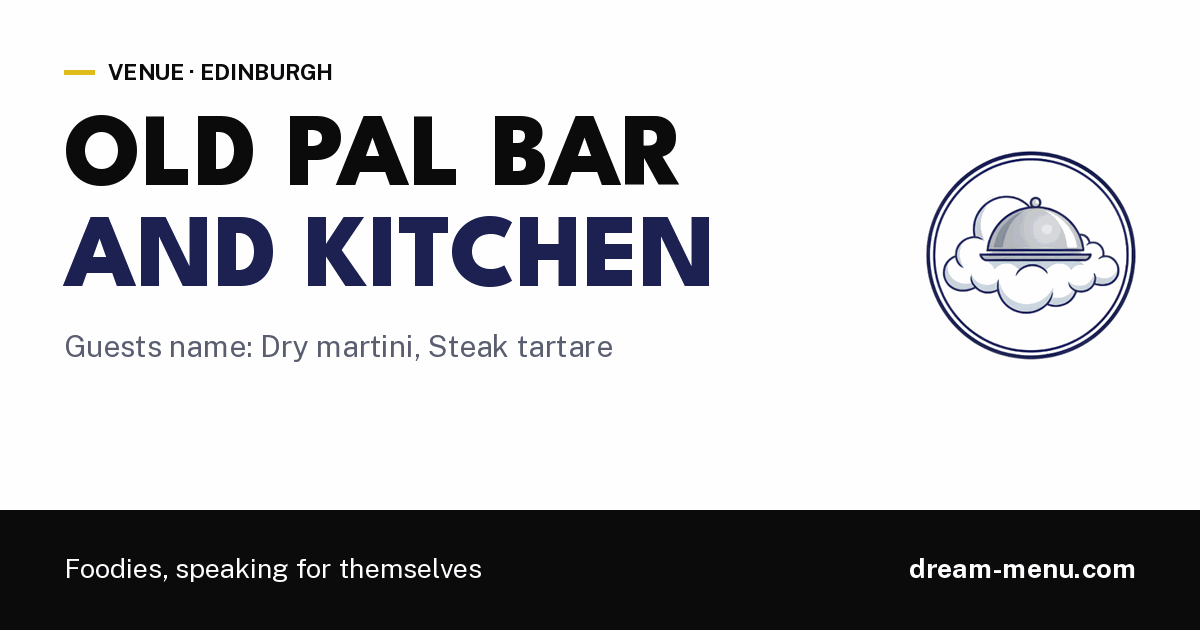 VENUE · EDINBURGH
OLD PAL BAR
AND KITCHEN
Guests name: Dry martini, Steak tartare
Foodies, speaking for themselves
dream-menu.com